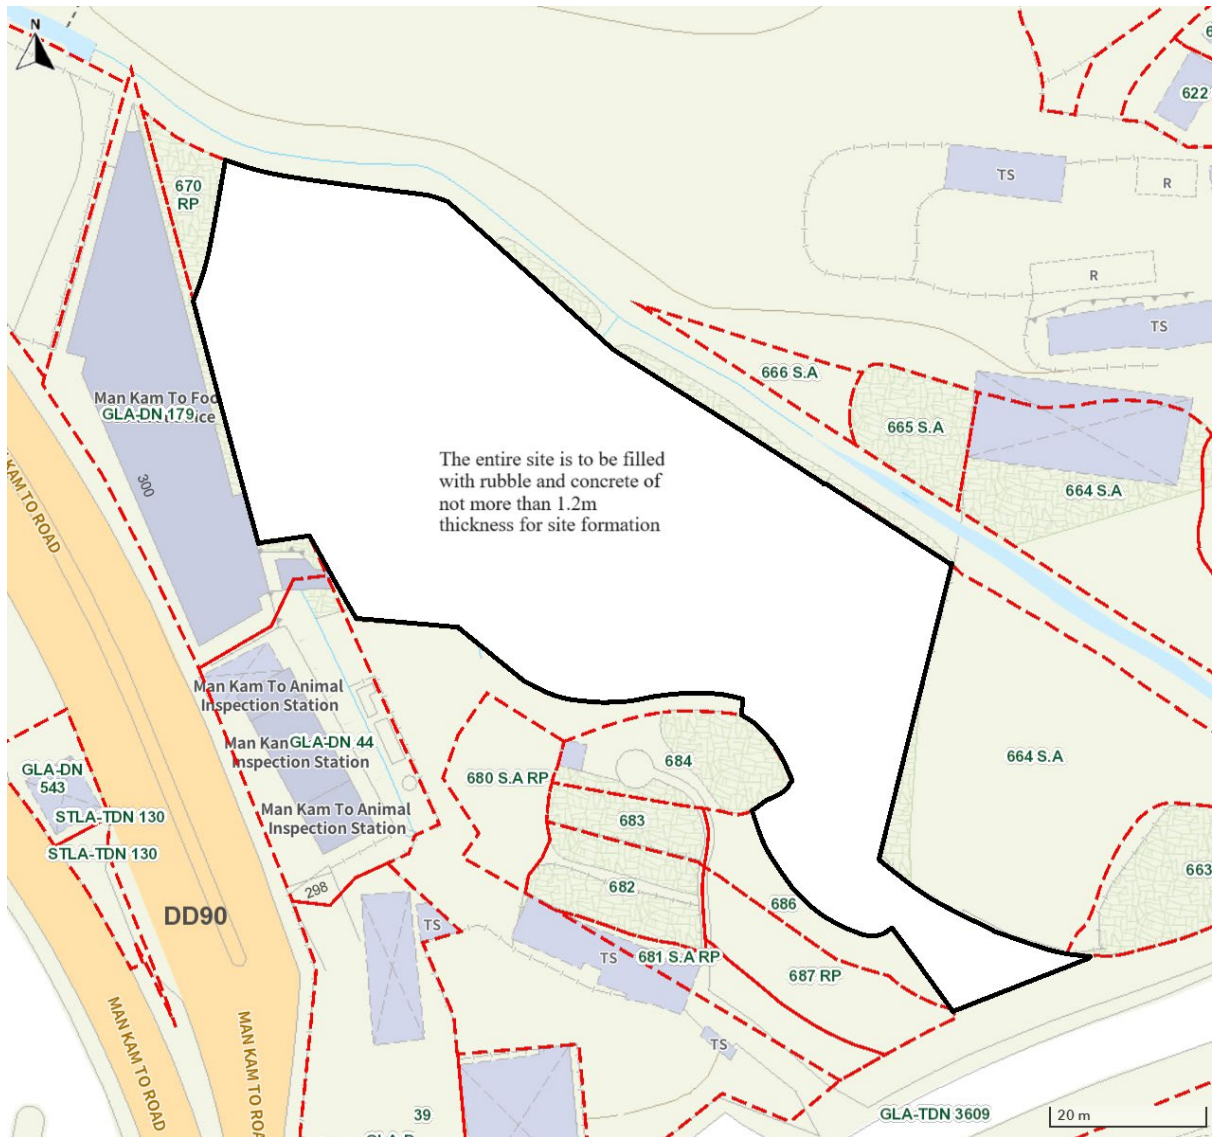 N
6
622
TS
R
670
RP
R
TS
666 S.A
Man Kam To Foo
GLA-DN 179
ice
665 S.A
The entire site is to be filled
with rubble and concrete of
not more than 1.2m
thickness for site formation
300
664 S.A
MAN KAM TO ROAD
Man Kam To Animal
Inspection Station
Man Kan
GLA-DN 44
Inspection Station
684
664 S.A
GLA-DN
543
680 S.A RP
STLA-TDN 130
Man Kam To Animal
Inspection Station
683
STLA-TDN 130
663
298
682
686
DD90
TS
TS
681 S.A RP
687 RP
MAN KAM TO ROAD
MAN KAM TO ROA
TS
39
GLA-TDN 3609
20 m